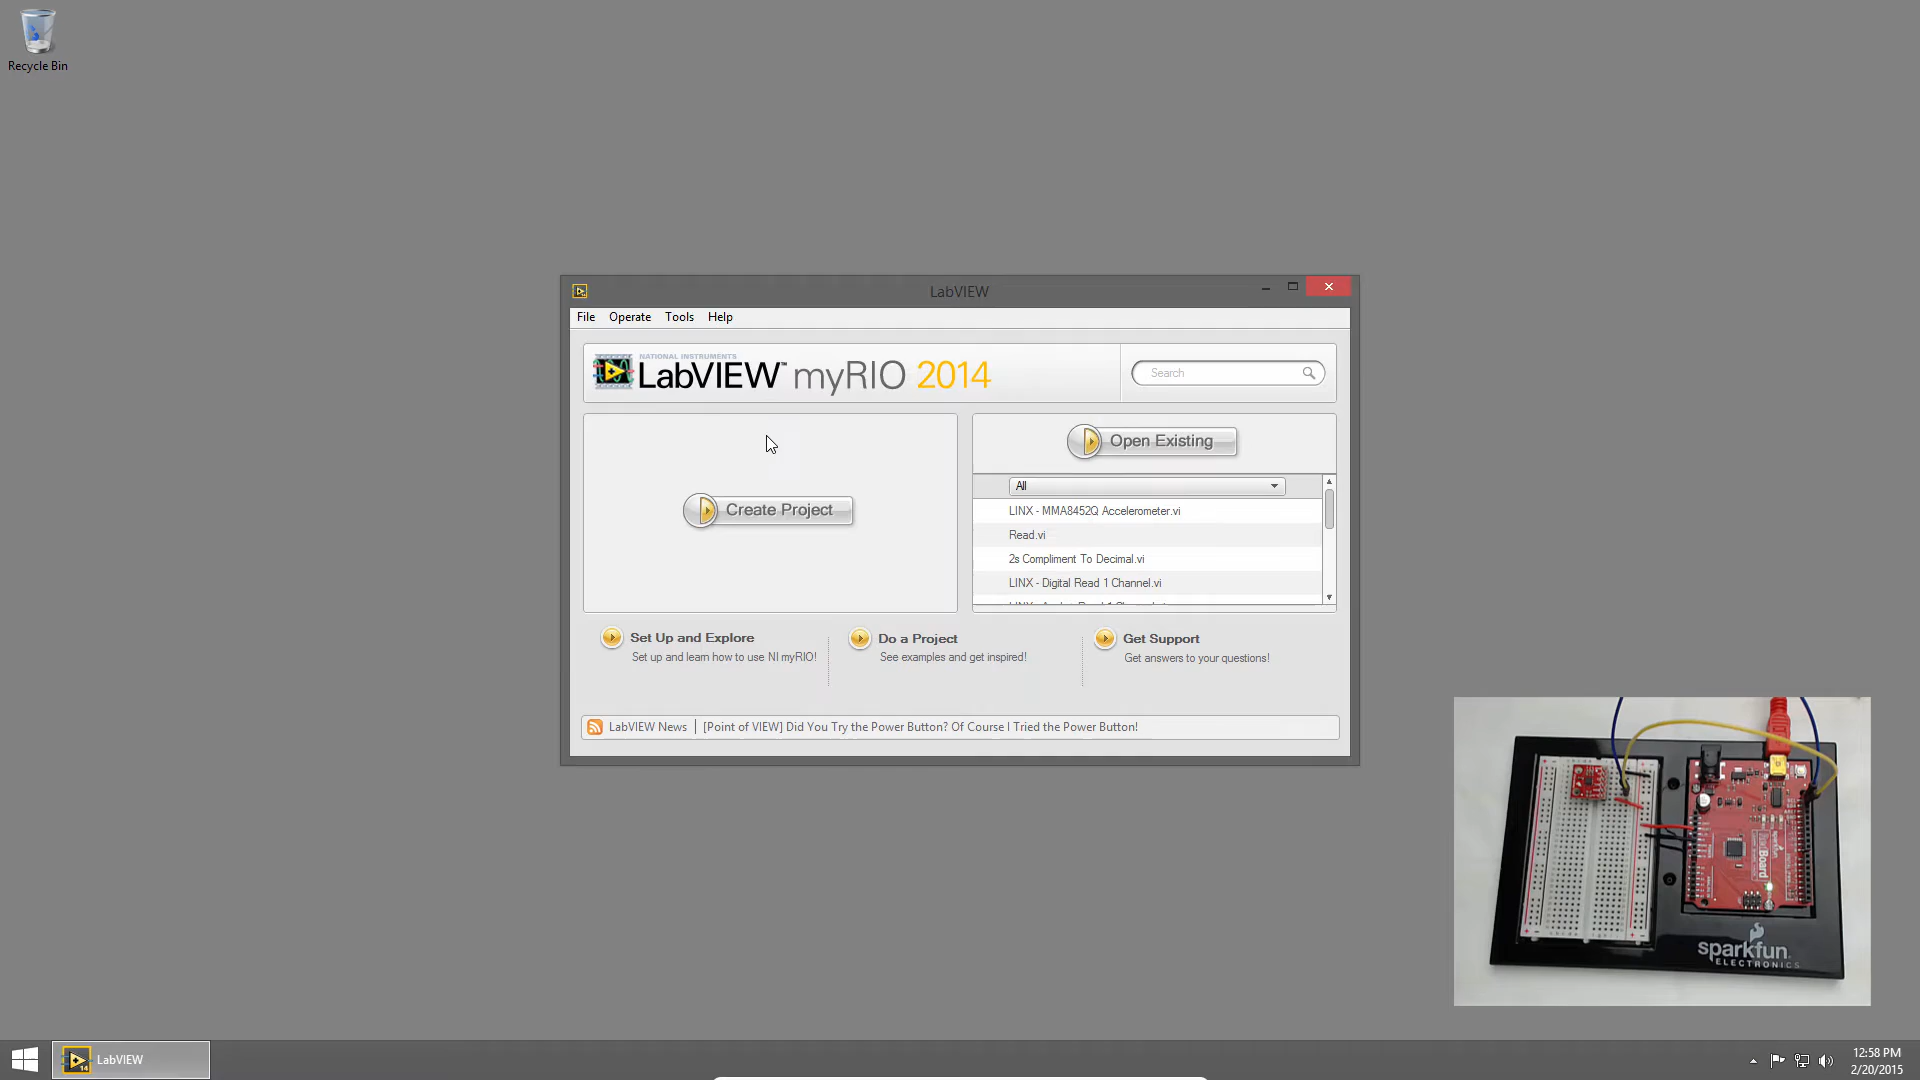 Recycle Bin
LabVIEW
File Operate Tools Help
NATIONAL INSTRUMENTS
LabVIEW™ myRIO 2014
Search
Open Existing
All
Create Project
LINX - MMA8452Q Accelerometer.vi
Read.vi
2s Compliment To Decimal.vi
LINX - Digital Read 1 Channel.vi
Set Up and Explore
Set up and learn how to use NI myRIO!
Do a Project
See examples and get inspired!
Get Support
Get answers to your questions!
LabVIEW News | [Point of VIEW] Did You Try the Power Button? Of Course I Tried the Power Button!
sparkfun
ELECTRONICS
LabVIEW
12:58 PM
2/20/2015